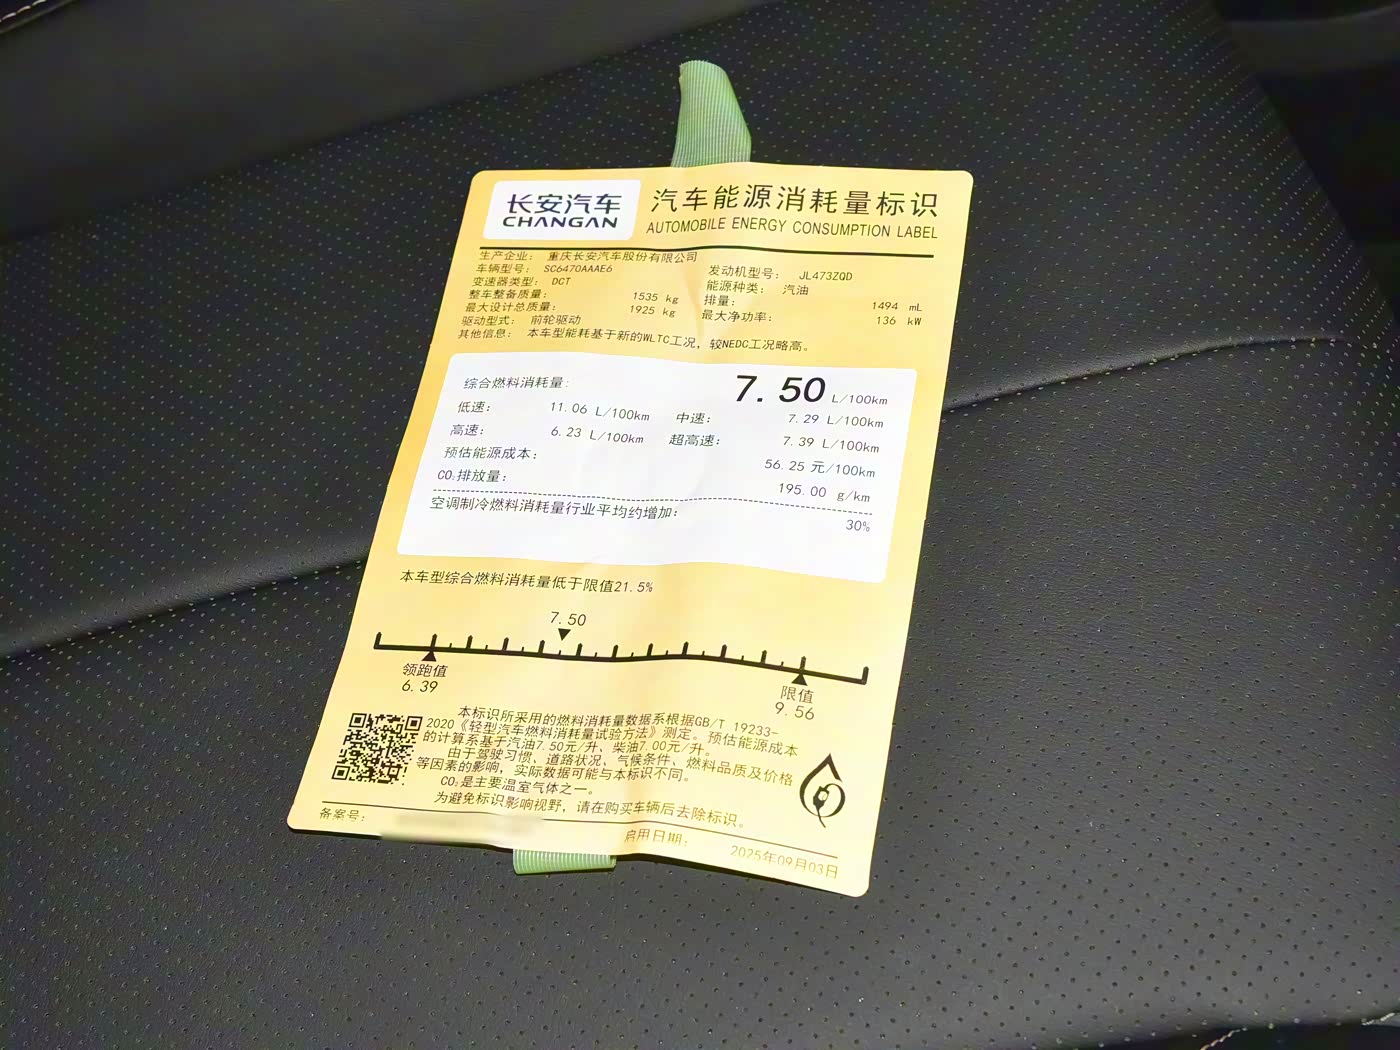 长安汽车
CHANGAN
汽车能源消耗量标识
AUTOMOBILE ENERGY CONSUMPTION LABEL
生产企业： 重庆长安汽车股份有限公司
车辆型号： SC6470AAAE6 发动机型号： JL473ZQD
变速器类型： DCT 能源种类： 汽油
整车整备质量： 1535 kg 排量： 1494 mL
最大设计总质量： 1925 kg 最大净功率： 136 kW
驱动型式： 前轮驱动
其他信息： 本车型能耗基于新的WLTC工况，较NEDC工况略高。
综合燃料消耗量： 7.50 L/100km
低速： 11.06 L/100km 中速： 7.29 L/100km
高速： 6.23 L/100km 超高速： 7.39 L/100km
预估能源成本： 56.25 元/100km
CO₂排放量： 195.00 g/km
空调制冷燃料消耗量行业平均约增加： 30%
本车型综合燃料消耗量低于限值21.5%
7.50
领跑值
6.39
限值
9.56
本标识所采用的燃料消耗量数据系根据GB/T 19233-
2020《轻型汽车燃料消耗量试验方法》测定。预估能源成本
的计算系基于汽油7.50元/升、柴油7.00元/升。
由于驾驶习惯、道路状况、气候条件、燃料品质及价格
等因素的影响，实际数据可能与本标识不同。
CO₂是主要温室气体之一。
为避免标识影响视野，请在购买车辆后去除标识。
备案号：
启用日期： 2025年09月03日